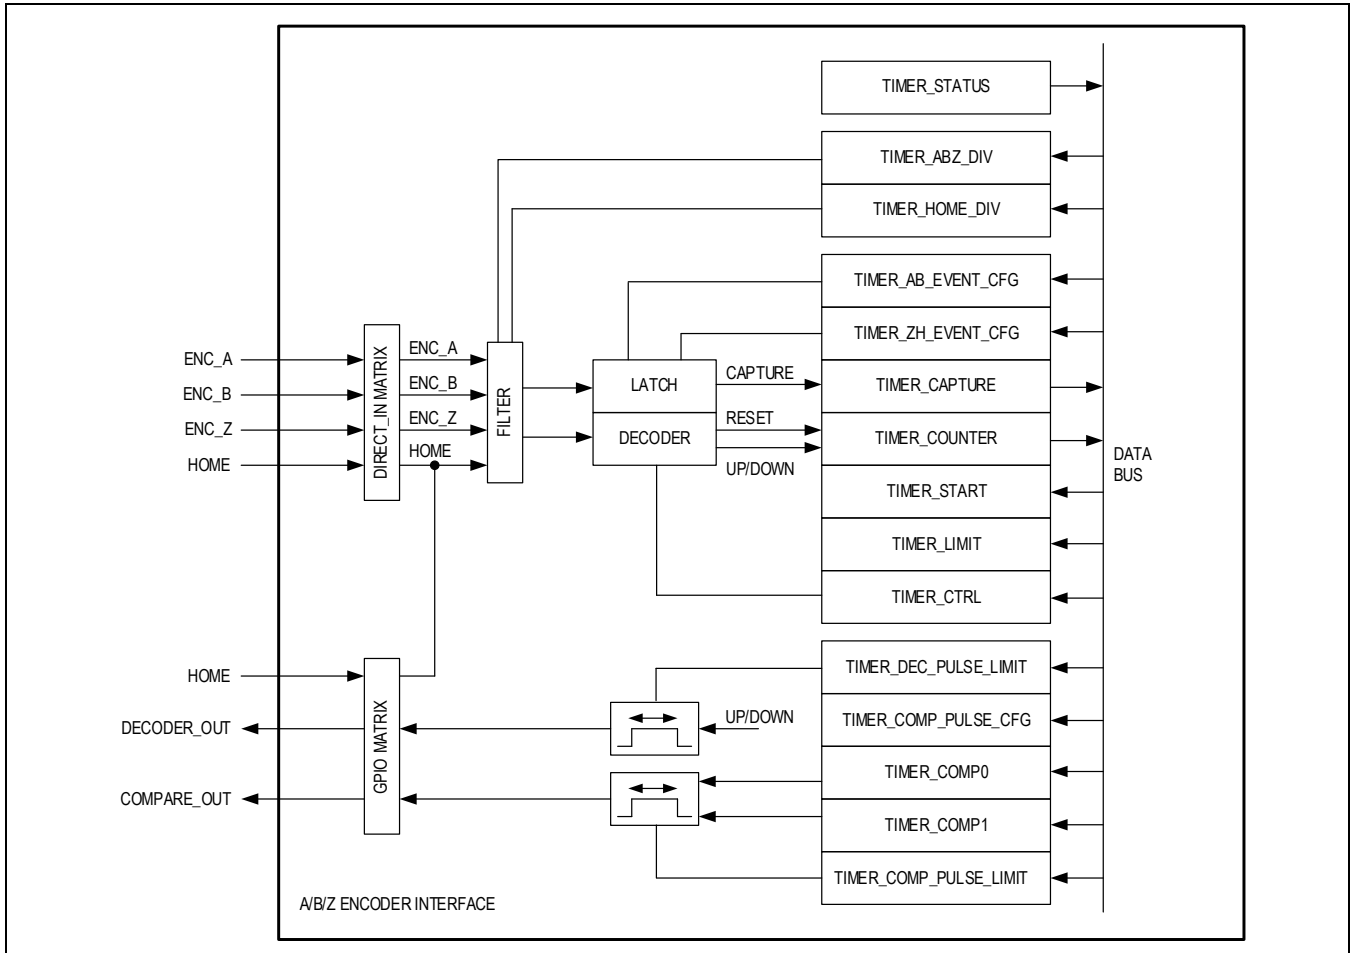 TIMER_STATUS
TIMER_ABZ_DIV
TIMER_HOME_DIV
TIMER_AB_EVENT_CFG
TIMER_ZH_EVENT_CFG
TIMER_CAPTURE
TIMER_COUNTER
TIMER_START
TIMER_LIMIT
TIMER_CTRL
TIMER_DEC_PULSE_LIMIT
TIMER_COMP_PULSE_CFG
TIMER_COMP0
TIMER_COMP1
TIMER_COMP_PULSE_LIMIT
DATA
BUS
ENC_A
ENC_B
ENC_Z
HOME
DIRECT_IN MATRIX
ENC_A
ENC_B
ENC_Z
HOME
FILTER
LATCH
DECODER
CAPTURE
RESET
UP/DOWN
HOME
DECODER_OUT
COMPARE_OUT
GPIO MATRIX
UP/DOWN
A/B/Z ENCODER INTERFACE